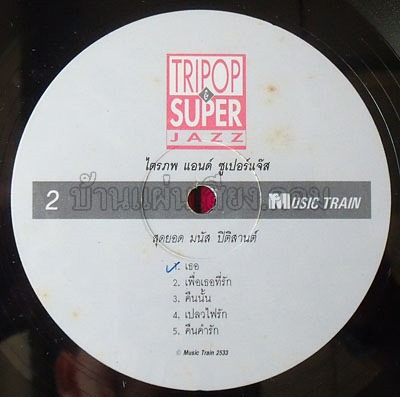 TRIPOP
&
SUPER
JAZZ
ไตรภพ แอนด์ ซูเปอร์แจ๊ส
2
บ้านแผ่นเสียง.คอม
MUSIC TRAIN
สุดยอด มนัส ปิติสานต์
1. เธอ
2. เพื่อเธอที่รัก
3. คืนนั้น
4. เปลวไฟรัก
5. คืนคำรัก
© Music Train 2533